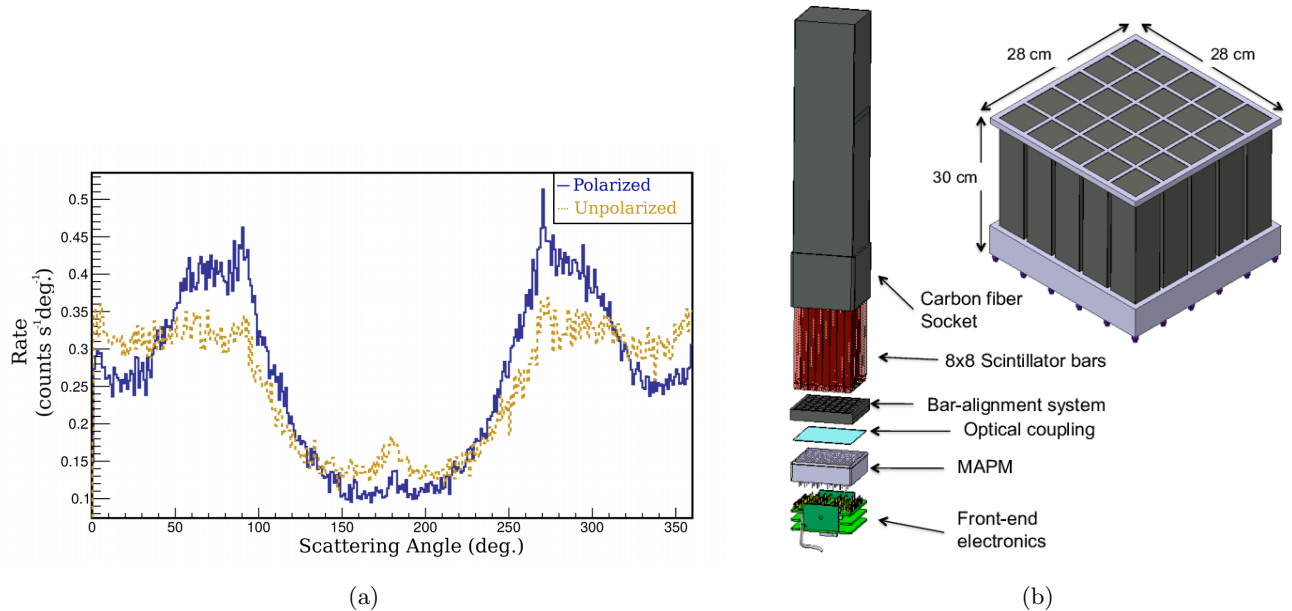 Polarized
Unpolarized
Rate
(counts s⁻¹deg.⁻¹)
0.5
0.45
0.4
0.35
0.3
0.25
0.2
0.15
0.1
0
50
100
150
200
250
300
350
Scattering Angle (deg.)
(a)
28 cm
28 cm
30 cm
Carbon fiber
Socket
8x8 Scintillator bars
Bar-alignment system
Optical coupling
MAPM
Front-end
electronics
(b)